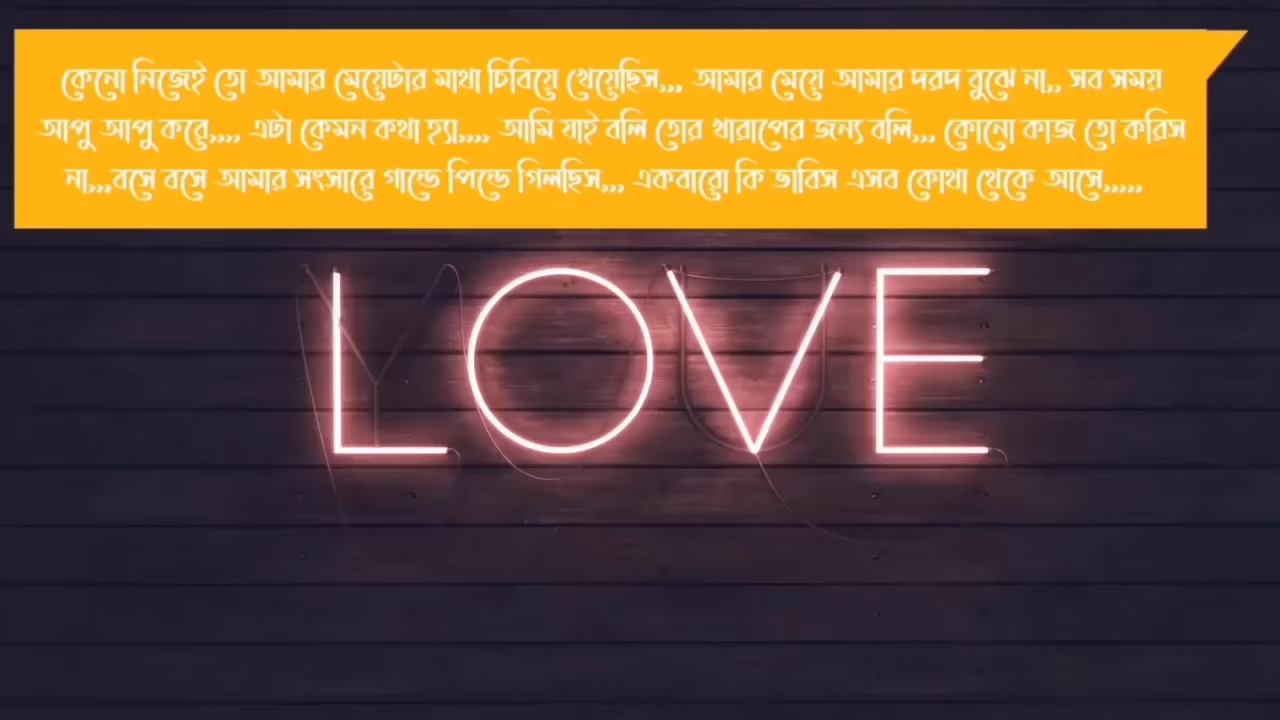 কেনো নিজেই তো আমার মেয়েটার মাথা চিবিয়ে খেয়েছিস,,, আমার মেয়ে আমার দরদ বুঝে না,, সব সময়
আপু আপু করে,,,, এটা কেমন কথা হ্যা,,,, আমি যাই বলি তোর খারাপের জন্য বলি,,, কোনো কাজ তো করিস
না,,,বসে বসে আমার সংসারে গান্ডে পিন্ডে গিলছিস,,, একবারো কি ভাবিস এসব কোথা থেকে আসে,,,,,
LOVE